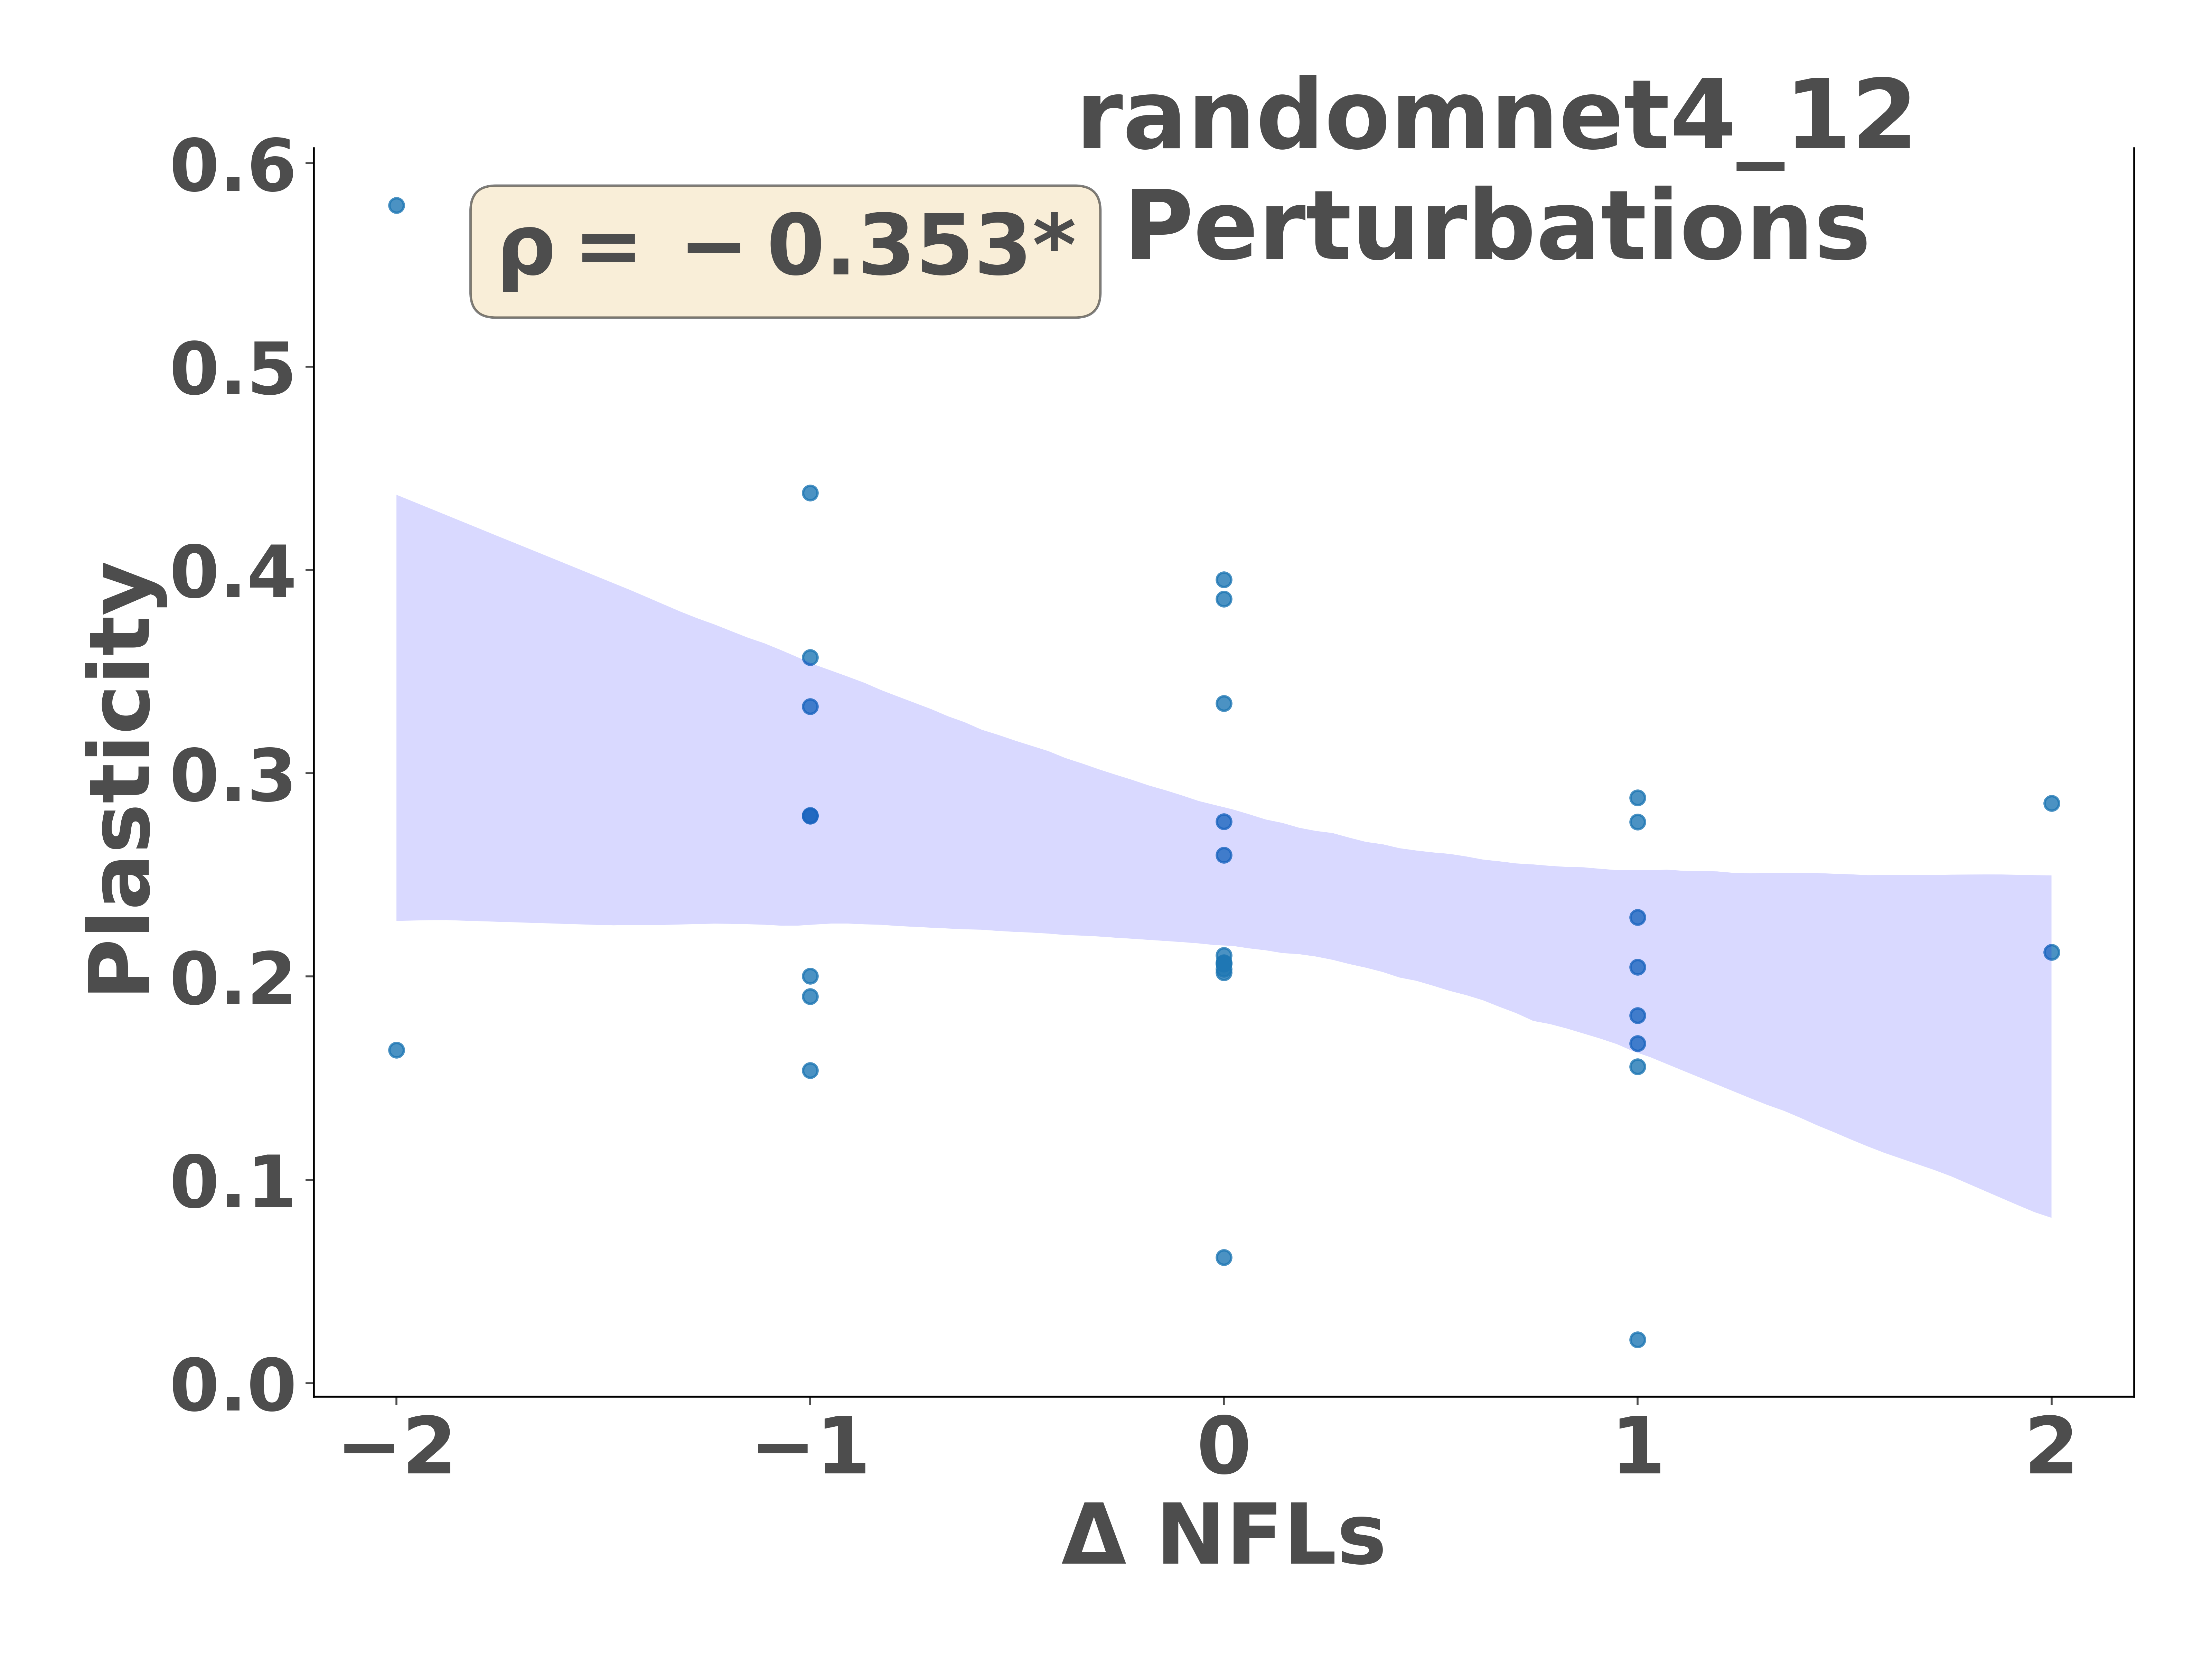 randomnet4_12
Perturbations
ρ = − 0.353*
Plasticity
0.6
0.5
0.4
0.3
0.2
0.1
0.0
−2 −1 0 1 2
Δ NFLs